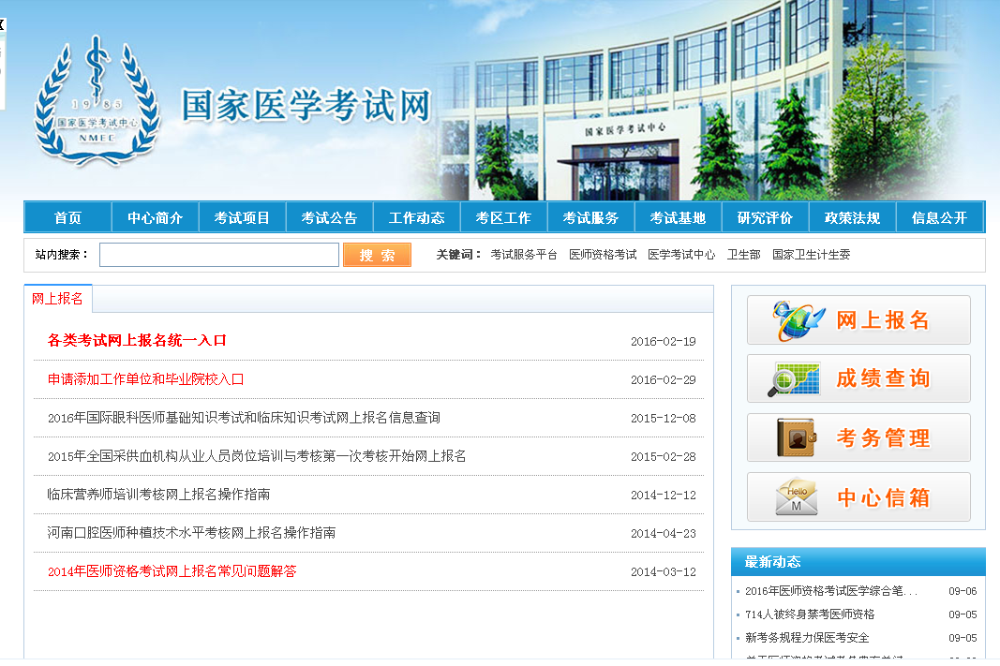 1985
国家医学考试中心
NMEC
国家医学考试网
国家医学考试中心
首页 中心简介 考试项目 考试公告 工作动态 考区工作 考试服务 考试基地 研究评价 政策法规 信息公开
站内搜索： 搜 索 关键词： 考试服务平台 医师资格考试 医学考试中心 卫生部 国家卫生计生委
网上报名
各类考试网上报名统一入口 2016-02-19
申请添加工作单位和毕业院校入口 2016-02-29
2016年国际眼科医师基础知识考试和临床知识考试网上报名信息查询 2015-12-08
2015年全国采供血机构从业人员岗位培训与考核第一次考核开始网上报名 2015-02-28
临床营养师培训考核网上报名操作指南 2014-12-12
河南口腔医师种植技术水平考核网上报名操作指南 2014-04-23
2014年医师资格考试网上报名常见问题解答 2014-03-12
网上报名
成绩查询
考务管理
Hello
M
中心信箱
最新动态
2016年医师资格考试医学综合笔... 09-06
714人被终身禁考医师资格 09-05
新考务规程力保医考安全 09-05